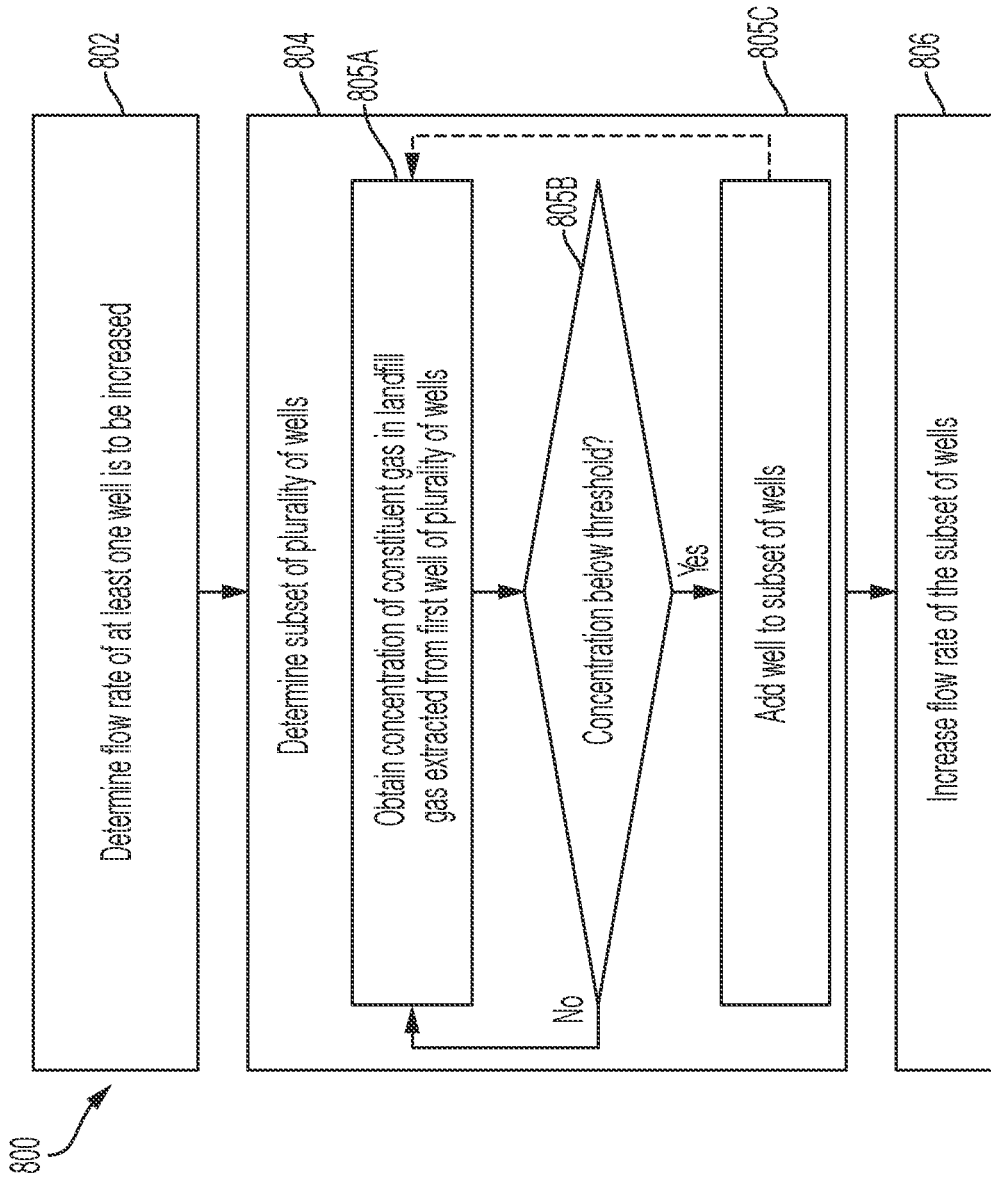 800
802
Determine flow rate of at least one well is to be increased
804
Determine subset of plurality of wells
805A
Obtain concentration of constituent gas in landfill
gas extracted from first well of plurality of wells
805B
No
Concentration below threshold?
Yes
805C
Add well to subset of wells
806
Increase flow rate of the subset of wells